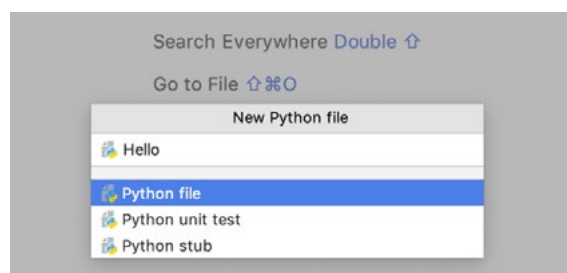 Search Everywhere Double ⇧
Go to File ⇧⌘O
New Python file
Hello
Python file
Python unit test
Python stub